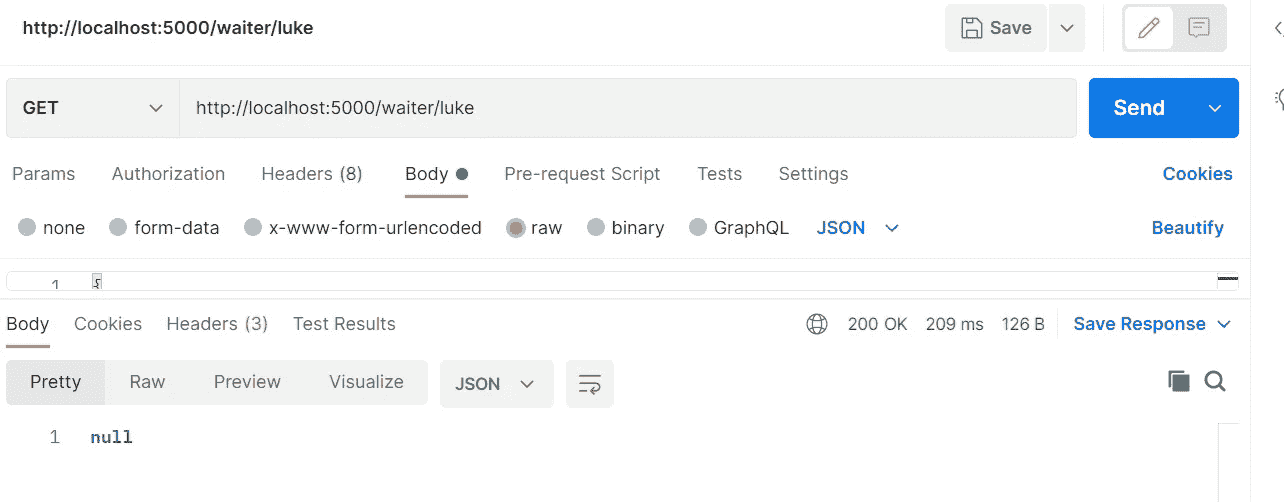 http://localhost:5000/waiter/luke Save
GET http://localhost:5000/waiter/luke Send
Params Authorization Headers (8) Body Pre-request Script Tests Settings Cookies
none form-data x-www-form-urlencoded raw binary GraphQL JSON Beautify
1 {
Body Cookies Headers (3) Test Results 200 OK 209 ms 126 B Save Response
Pretty Raw Preview Visualize JSON
1 null